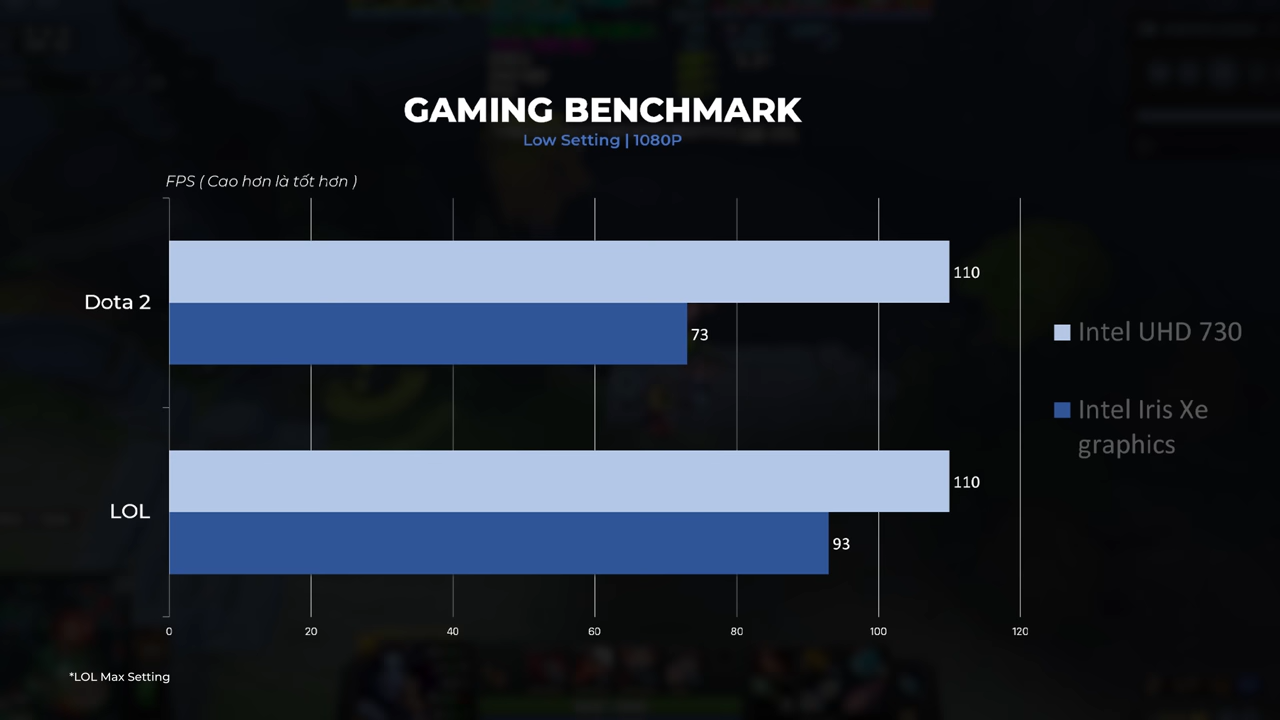 GAMING BENCHMARK
Low Setting | 1080P
FPS ( Cao hơn là tốt hơn )
Dota 2
110
73
LOL
110
93
Intel UHD 730
Intel Iris Xe
graphics
0 20 40 60 80 100 120
*LOL Max Setting